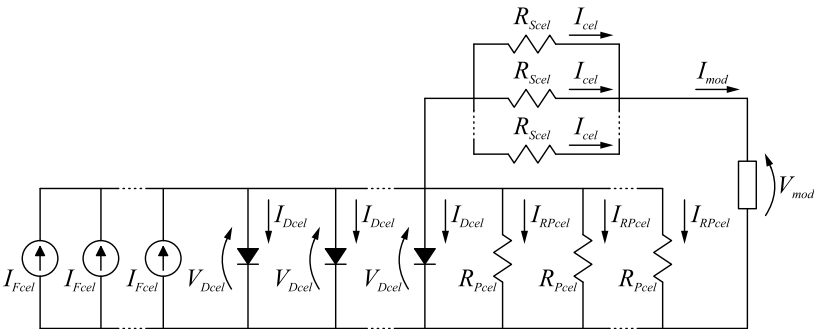 R_Scel I_cel
R_Scel I_cel I_mod
R_Scel I_cel
V_mod
I_Dcel I_Dcel I_Dcel I_RPcel I_RPcel I_RPcel
I_Fcel I_Fcel I_Fcel V_Dcel V_Dcel V_Dcel R_Pcel R_Pcel R_Pcel